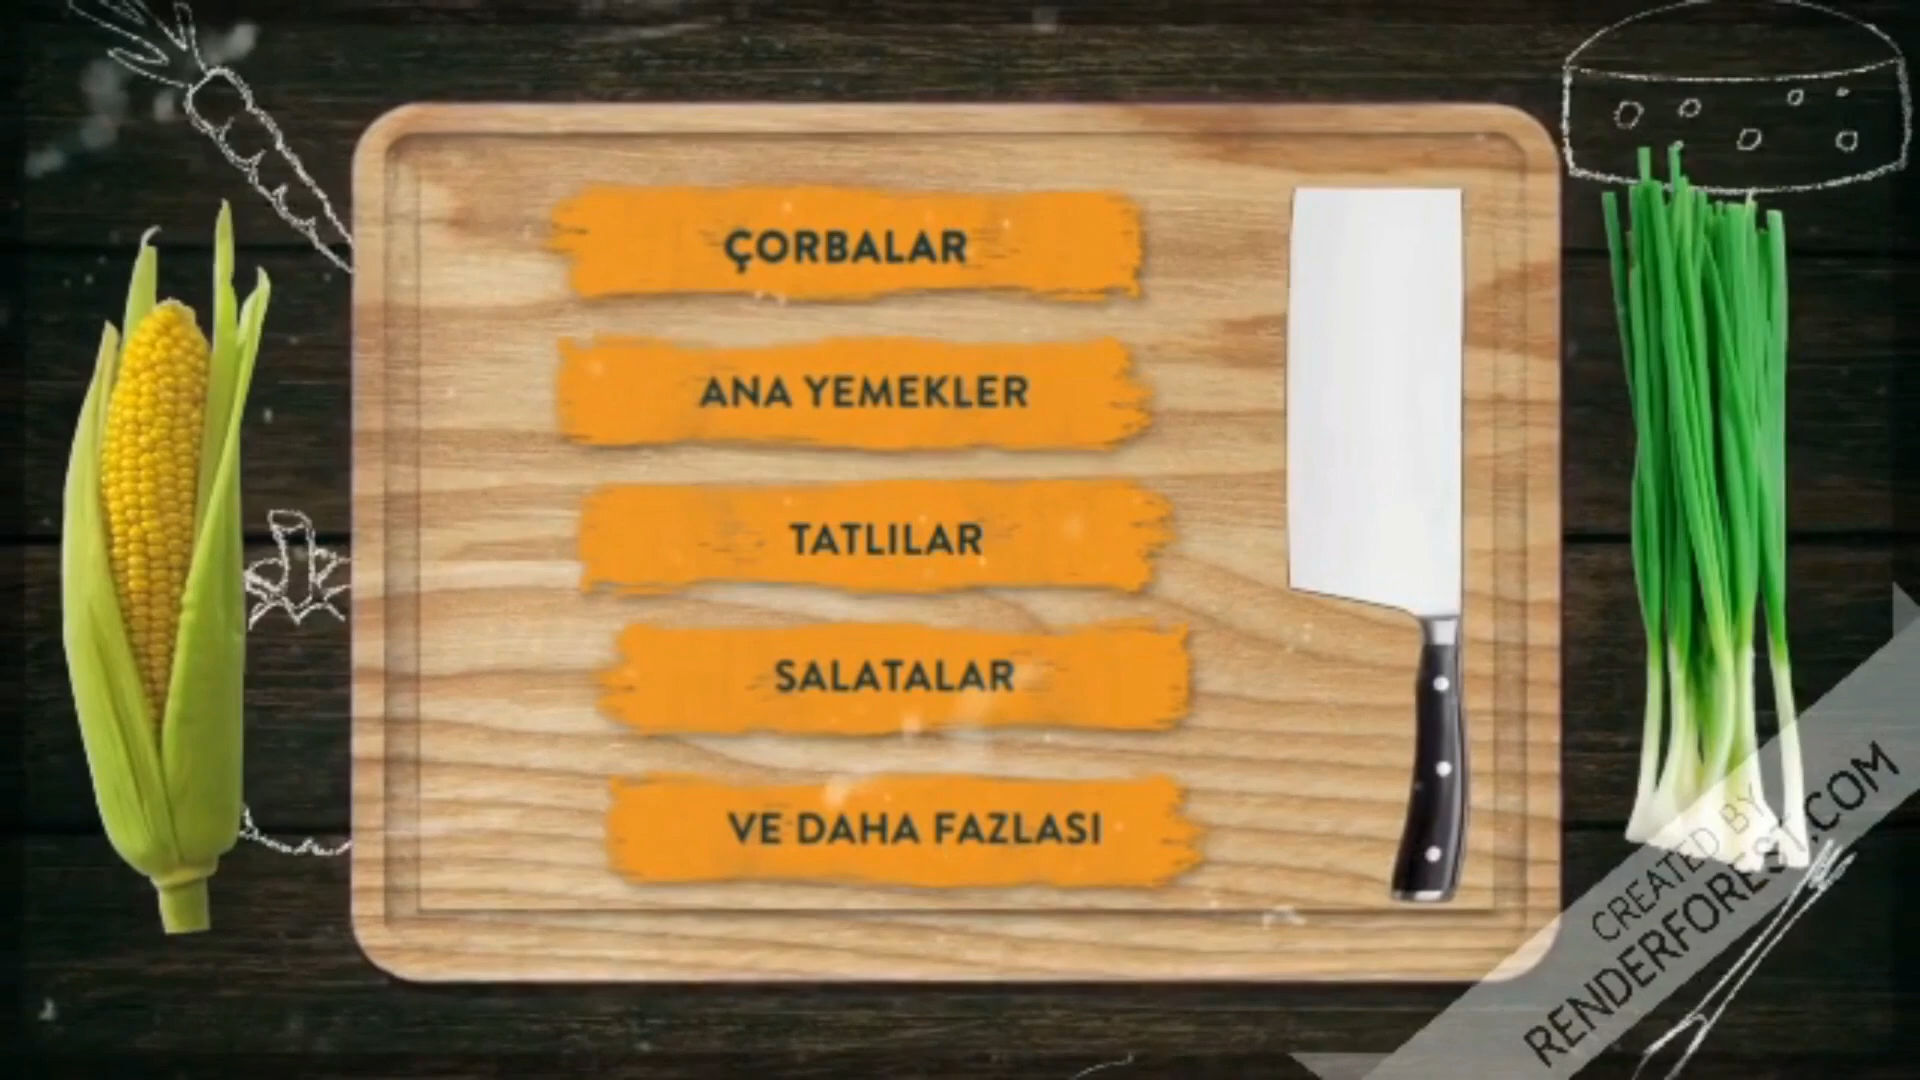 ÇORBALAR
ANA YEMEKLER
TATLILAR
SALATALAR
VE DAHA FAZLASI
CREATED BY
RENDERFOREST.COM